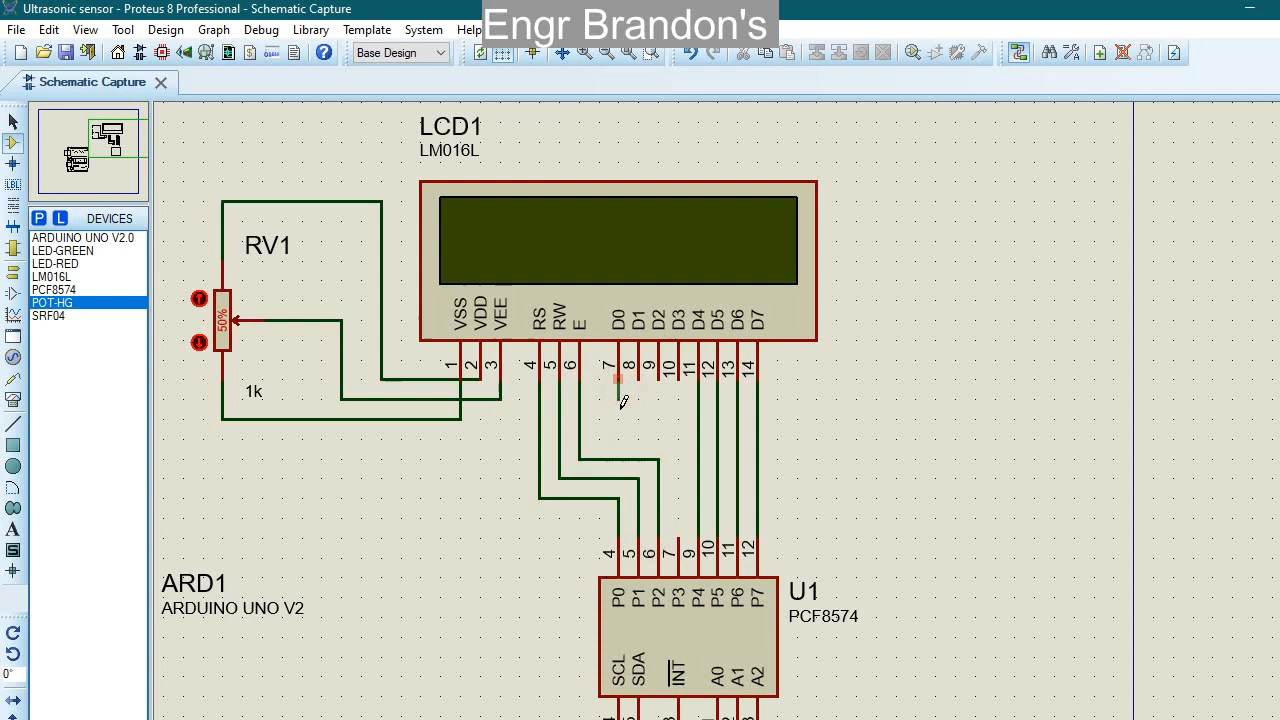 Ultrasonic sensor - Proteus 8 Professional - Schematic Capture
Engr Brandon's
File Edit View Tool Design Graph Debug Library Template System Help
Base Design
Schematic Capture
P L DEVICES
ARDUINO UNO V2.0
LED-GREEN
LED-RED
LM016L
PCF8574
POT-HG
SRF04
LBL
A
S
0°
LCD1
LM016L
RV1
50%
1k
VSS VDD VEE RS RW E D0 D1 D2 D3 D4 D5 D6 D7
1 2 3 4 5 6 7 8 9 10 11 12 13 14
4 5 6 7 9 10 11 12
ARD1
ARDUINO UNO V2
U1
PCF8574
P0 P1 P2 P3 P4 P5 P6 P7
SCL SDA INT A0 A1 A2